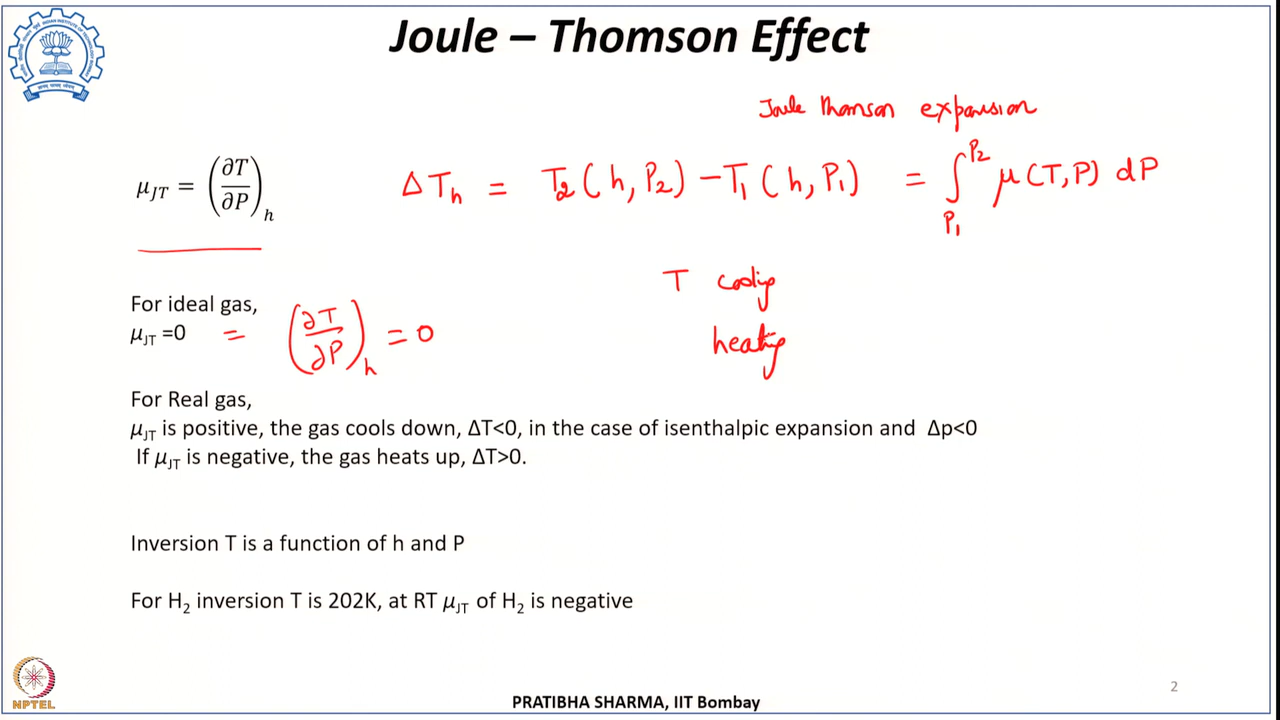 Joule – Thomson Effect
Joule Thomson expansion
μJT = (∂T/∂P)h
ΔTh = T2(h, P2) – T1(h, P1) = ∫P1P2 μ(T,P) dP
T cooling
heating
For ideal gas,
μJT =0 = (∂T/∂P)h = 0
For Real gas,
μJT is positive, the gas cools down, ΔT<0, in the case of isenthalpic expansion and Δp<0
If μJT is negative, the gas heats up, ΔT>0.
Inversion T is a function of h and P
For H2 inversion T is 202K, at RT μJT of H2 is negative
NPTEL
PRATIBHA SHARMA, IIT Bombay
2